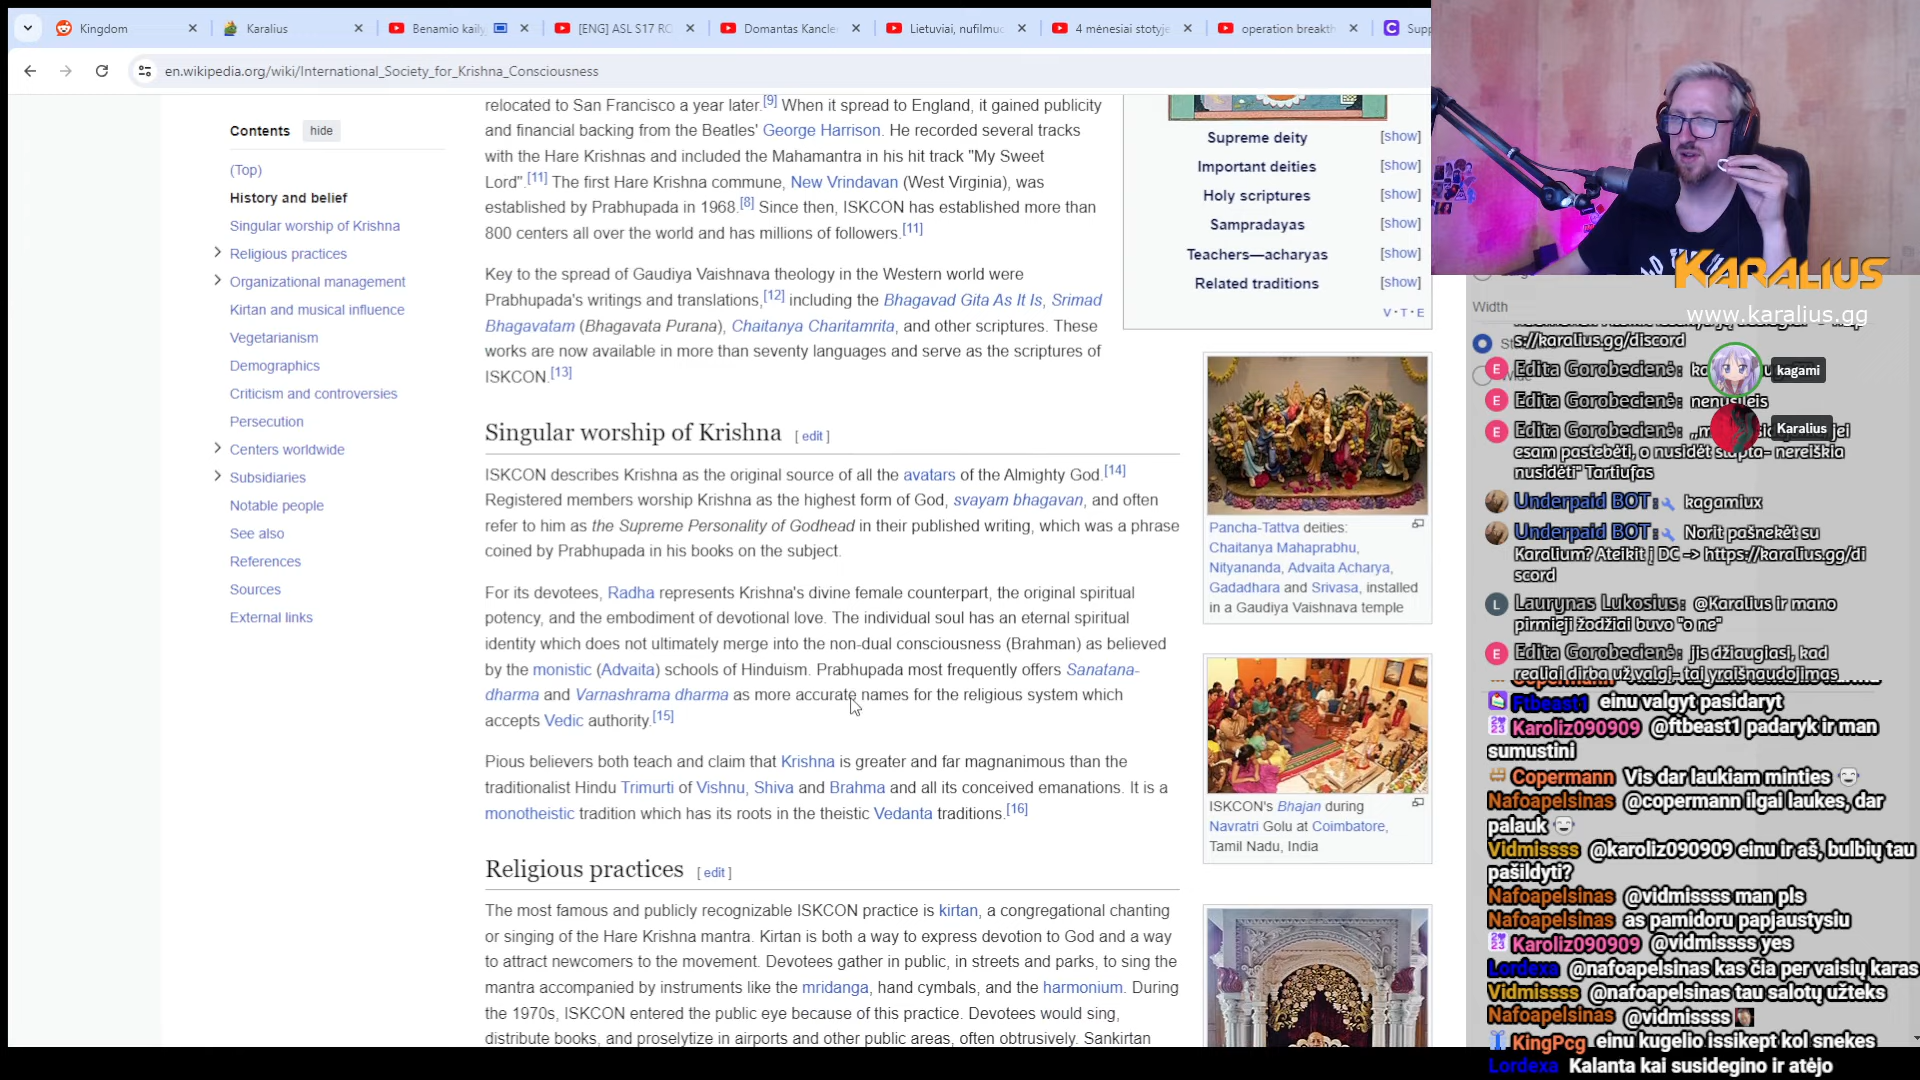 Kingdom
Karalius
Benamio kaily
[ENG] ASL S17 RO
Domantas Kancle
Lietuviai, nufilmuo
4 mėnesiai stotyje
operation breakth
Supp
en.wikipedia.org/wiki/International_Society_for_Krishna_Consciousness
Contents
hide
(Top)
History and belief
Singular worship of Krishna
Religious practices
Organizational management
Kirtan and musical influence
Vegetarianism
Demographics
Criticism and controversies
Persecution
Centers worldwide
Subsidiaries
Notable people
See also
References
Sources
External links
relocated to San Francisco a year later.[9] When it spread to England, it gained publicity
and financial backing from the Beatles' George Harrison. He recorded several tracks
with the Hare Krishnas and included the Mahamantra in his hit track "My Sweet
Lord".[11] The first Hare Krishna commune, New Vrindavan (West Virginia), was
established by Prabhupada in 1968.[8] Since then, ISKCON has established more than
800 centers all over the world and has millions of followers.[11]
Key to the spread of Gaudiya Vaishnava theology in the Western world were
Prabhupada's writings and translations,[12] including the Bhagavad Gita As It Is, Srimad
Bhagavatam (Bhagavata Purana), Chaitanya Charitamrita, and other scriptures. These
works are now available in more than seventy languages and serve as the scriptures of
ISKCON.[13]
Singular worship of Krishna [ edit ]
ISKCON describes Krishna as the original source of all the avatars of the Almighty God.[14]
Registered members worship Krishna as the highest form of God, svayam bhagavan, and often
refer to him as the Supreme Personality of Godhead in their published writing, which was a phrase
coined by Prabhupada in his books on the subject.
For its devotees, Radha represents Krishna's divine female counterpart, the original spiritual
potency, and the embodiment of devotional love. The individual soul has an eternal spiritual
identity which does not ultimately merge into the non-dual consciousness (Brahman) as believed
by the monistic (Advaita) schools of Hinduism. Prabhupada most frequently offers Sanatana-
dharma and Varnashrama dharma as more accurate names for the religious system which
accepts Vedic authority.[15]
Pious believers both teach and claim that Krishna is greater and far magnanimous than the
traditionalist Hindu Trimurti of Vishnu, Shiva and Brahma and all its conceived emanations. It is a
monotheistic tradition which has its roots in the theistic Vedanta traditions.[16]
Religious practices [ edit ]
The most famous and publicly recognizable ISKCON practice is kirtan, a congregational chanting
or singing of the Hare Krishna mantra. Kirtan is both a way to express devotion to God and a way
to attract newcomers to the movement. Devotees gather in public, in streets and parks, to sing the
mantra accompanied by instruments like the mridanga, hand cymbals, and the harmonium. During
the 1970s, ISKCON entered the public eye because of this practice. Devotees would sing,
distribute books, and proselytize in airports and other public areas, often obtrusively. Sankirtan
Supreme deity [show]
Important deities [show]
Holy scriptures [show]
Sampradayas [show]
Teachers—acharyas [show]
Related traditions [show]
V·T·E
Pancha-Tattva deities:
Chaitanya Mahaprabhu,
Nityananda, Advaita Acharya,
Gadadhara and Srivasa, installed
in a Gaudiya Vaishnava temple
ISKCON's Bhajan during
Navratri Golu at Coimbatore,
Tamil Nadu, India
KARALIUS
www.karalius.gg
Width
s://karalius.gg/discord
Edita Gorobecienė:
kagami
Edita Gorobecienė: nenusileis
Edita Gorobecienė:
Karalius
jei
esam pastebėti, o nusidėt slapta- nereiškia
nusidėti" Tartiufas
Underpaid BOT: kagamiux
Underpaid BOT: Norit pašnekėt su
Karalium? Ateikit į DC -> https://karalius.gg/di
scord
Laurynas Lukosius: @Karalius ir mano
pirmieji žodžiai buvo "o ne"
Edita Gorobecienė: jis džiaugiasi, kad
realiai dirba už valgį- tai yraišnaudojimas
Ftbeast1 einu valgyt pasidaryt
Karoliz090909 @ftbeast1 padaryk ir man
sumustini
Copermann Vis dar laukiam minties
Nafoapelsinas @copermann ilgai laukes, dar
palauk
Vidmissss @karoliz090909 einu ir aš, bulbių tau
pašildyti?
Nafoapelsinas @vidmissss man pls
Nafoapelsinas as pamidoru papjaustysiu
Karoliz090909 @vidmissss yes
Lordexa @nafoapelsinas kas čia per vaisių karas
Vidmissss @nafoapelsinas tau salotų užteks
Nafoapelsinas @vidmissss
KingPcg einu kugelio issikept kol snekes
Lordexa Kalanta kai susidegino ir atėjo